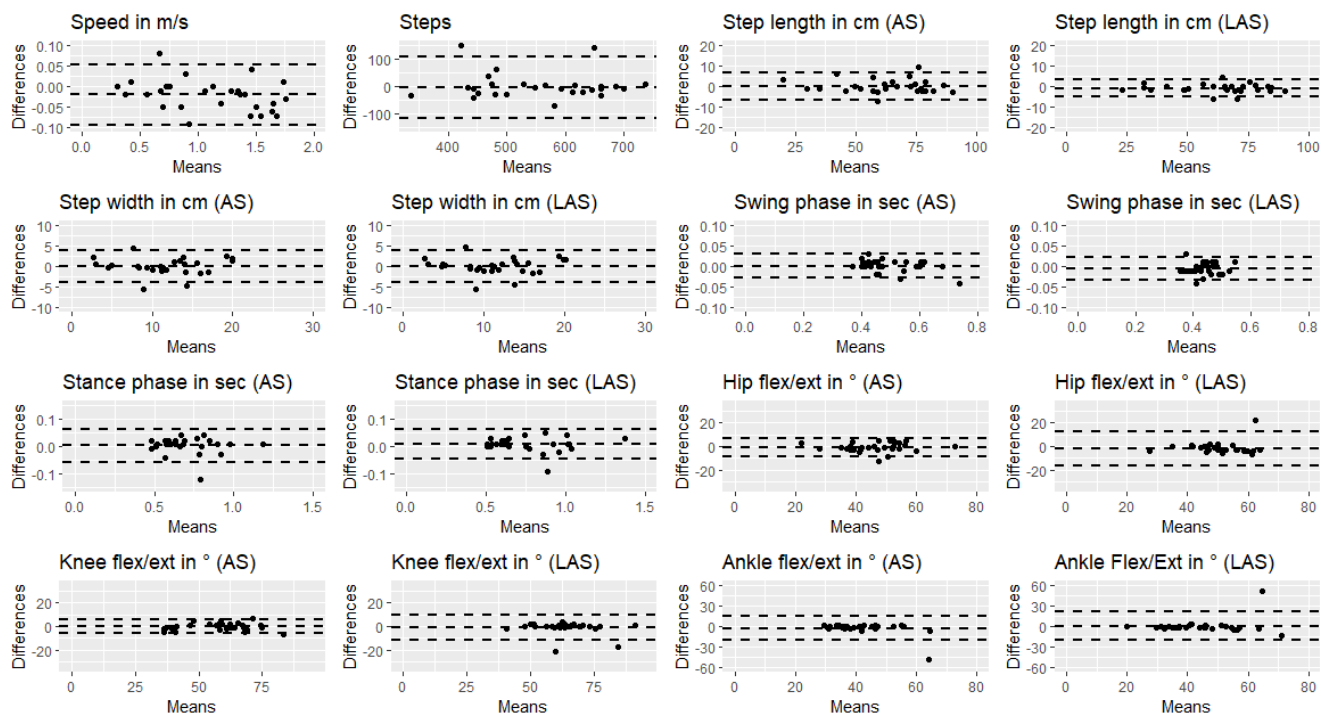 Speed in m/s
Differences
0.10
0.05
0.00
-0.05
-0.10
0.0 0.5 1.0 1.5 2.0
Means
Steps
Differences
100
0
-100
400 500 600 700
Means
Step length in cm (AS)
Differences
20
10
0
-10
-20
0 25 50 75 100
Means
Step length in cm (LAS)
Differences
20
10
0
-10
-20
0 25 50 75 100
Means
Step width in cm (AS)
Differences
10
5
0
-5
-10
0 10 20 30
Means
Step width in cm (LAS)
Differences
10
5
0
-5
-10
0 10 20 30
Means
Swing phase in sec (AS)
Differences
0.10
0.05
0.00
-0.05
-0.10
0.0 0.2 0.4 0.6 0.8
Means
Swing phase in sec (LAS)
Differences
0.10
0.05
0.00
-0.05
-0.10
0.0 0.2 0.4 0.6 0.8
Means
Stance phase in sec (AS)
Differences
0.1
0.0
-0.1
0.0 0.5 1.0 1.5
Means
Stance phase in sec (LAS)
Differences
0.1
0.0
-0.1
0.0 0.5 1.0 1.5
Means
Hip flex/ext in ° (AS)
Differences
20
0
-20
0 20 40 60 80
Means
Hip flex/ext in ° (LAS)
Differences
20
0
-20
0 20 40 60 80
Means
Knee flex/ext in ° (AS)
Differences
20
0
-20
0 25 50 75
Means
Knee flex/ext in ° (LAS)
Differences
20
0
-20
0 25 50 75
Means
Ankle flex/ext in ° (AS)
Differences
60
30
0
-30
-60
0 20 40 60 80
Means
Ankle Flex/Ext in ° (LAS)
Differences
60
30
0
-30
-60
0 20 40 60 80
Means